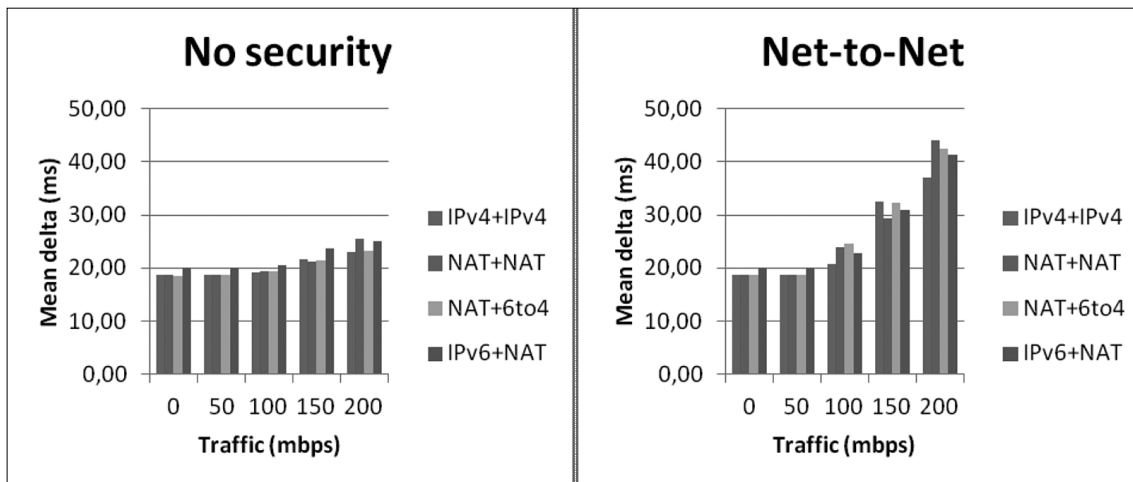 No security
Mean delta (ms)
50,00
40,00
30,00
20,00
10,00
0,00
0 50 100 150 200
Traffic (mbps)
IPv4+IPv4
NAT+NAT
NAT+6to4
IPv6+NAT
Net-to-Net
Mean delta (ms)
50,00
40,00
30,00
20,00
10,00
0,00
0 50 100 150 200
Traffic (mbps)
IPv4+IPv4
NAT+NAT
NAT+6to4
IPv6+NAT